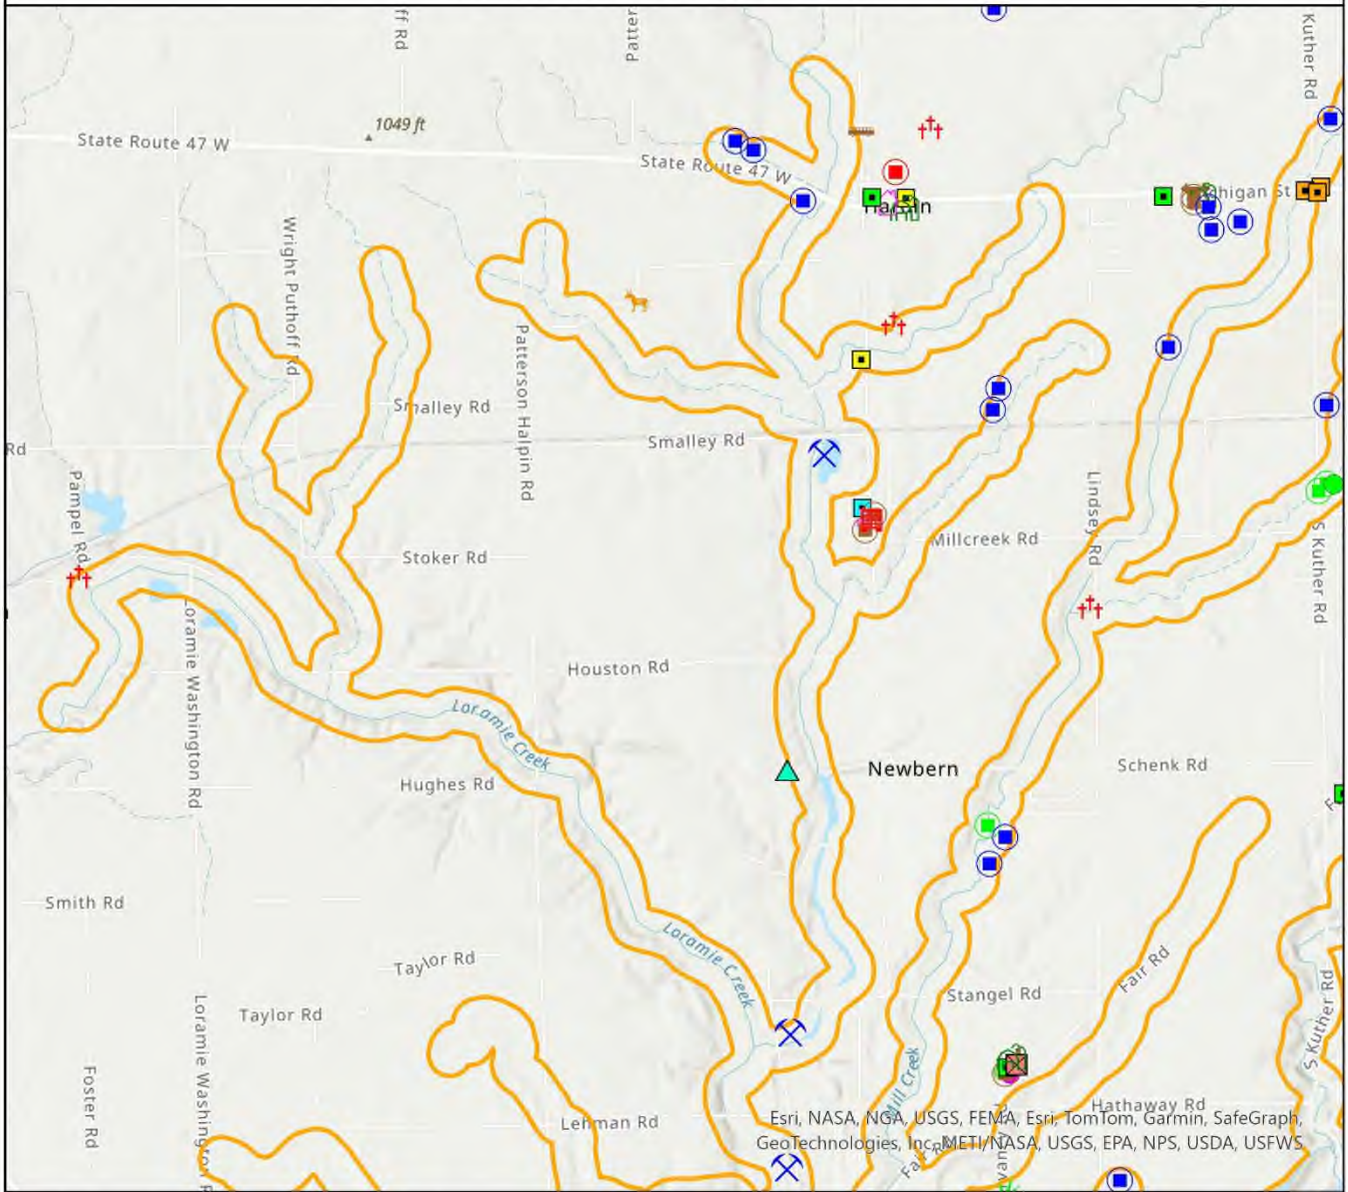 ff Rd
Patter
Kuther Rd
1049 ft
State Route 47 W
State Route 47 W
Michigan St
Wright Puthoff Rd
Patterson Halpin Rd
Smalley Rd
Smalley Rd
Rd
Pampel Rd
Lindsey Rd
Stoker Rd
Millcreek Rd
S Kuther Rd
Loramie Washington Rd
Houston Rd
Loramie Creek
Newbern
Schenk Rd
Hughes Rd
Smith Rd
Loramie Creek
Taylor Rd
Fair Rd
Stangel Rd
S Kuther Rd
Taylor Rd
Loramie Washington R
Foster Rd
Mill Creek
Hathaway Rd
Lehman Rd
Esri, NASA, NGA, USGS, FEMA, Esri, TomTom, Garmin, SafeGraph,
GeoTechnologies, Inc, METI/NASA, USGS, EPA, NPS, USDA, USFWS